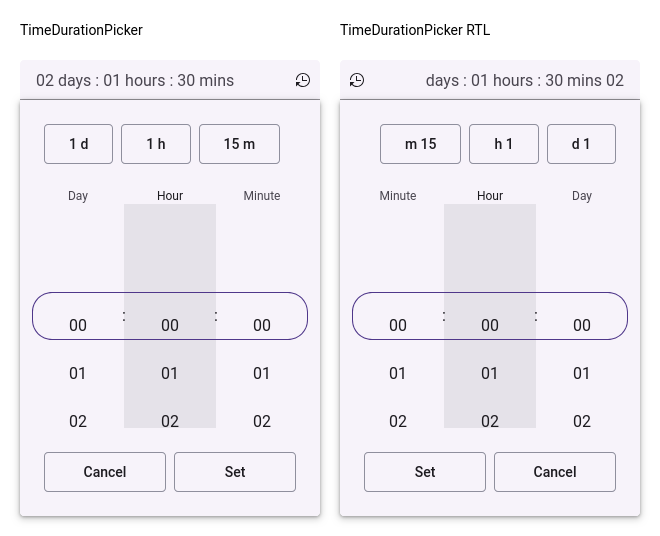 TimeDurationPicker
TimeDurationPicker RTL
02 days : 01 hours : 30 mins
days : 01 hours : 30 mins 02
1 d
1 h
15 m
m 15
h 1
d 1
Day
Hour
Minute
Minute
Hour
Day
00 : 00 : 00
00 : 00 : 00
01 01 01
01 01 01
02 02 02
02 02 02
Cancel
Set
Set
Cancel